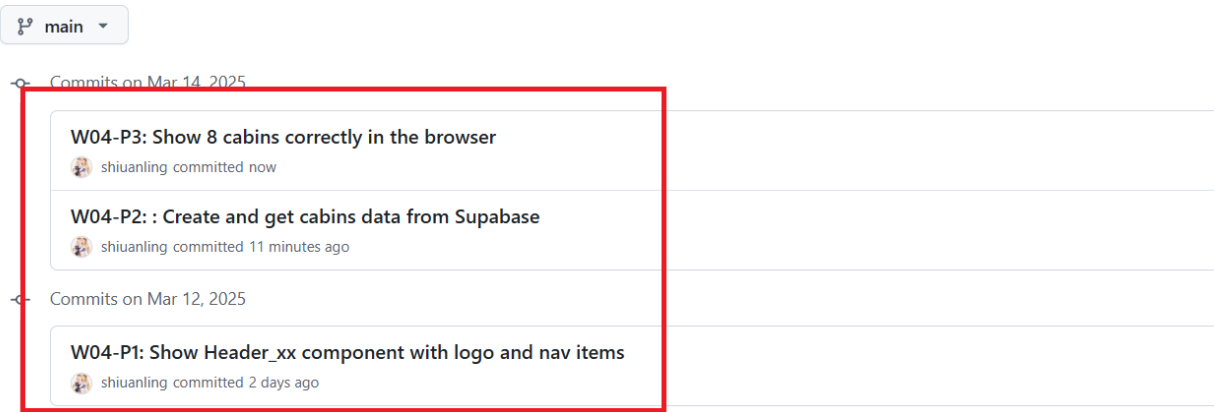 main
Commits on Mar 14, 2025
W04-P3: Show 8 cabins correctly in the browser
shiuanling committed now
W04-P2: : Create and get cabins data from Supabase
shiuanling committed 11 minutes ago
Commits on Mar 12, 2025
W04-P1: Show Header_xx component with logo and nav items
shiuanling committed 2 days ago